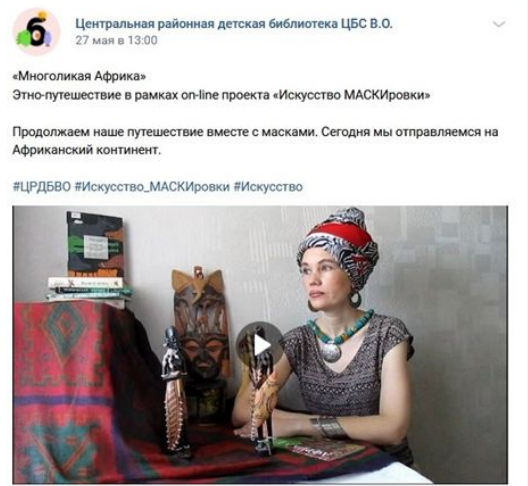 Центральная районная детская библиотека ЦБС В.О.
27 мая в 13:00
«Многоликая Африка»
Этно-путешествие в рамках on-line проекта «Искусство МАСКИровки»
Продолжаем наше путешествие вместе с масками. Сегодня мы отправляемся на
Африканский континент.
#ЦРДБВО #Искусство_МАСКИровки #Искусство